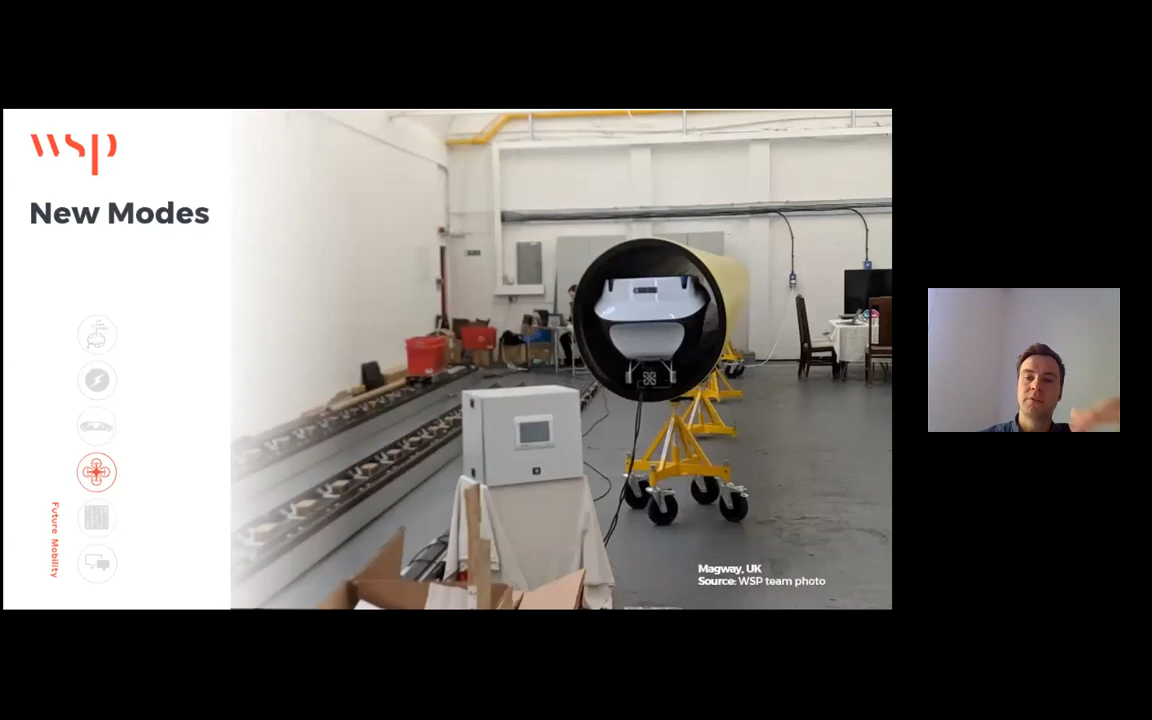 wsp
New Modes
Future Mobility
Magway, UK
Source: WSP team photo